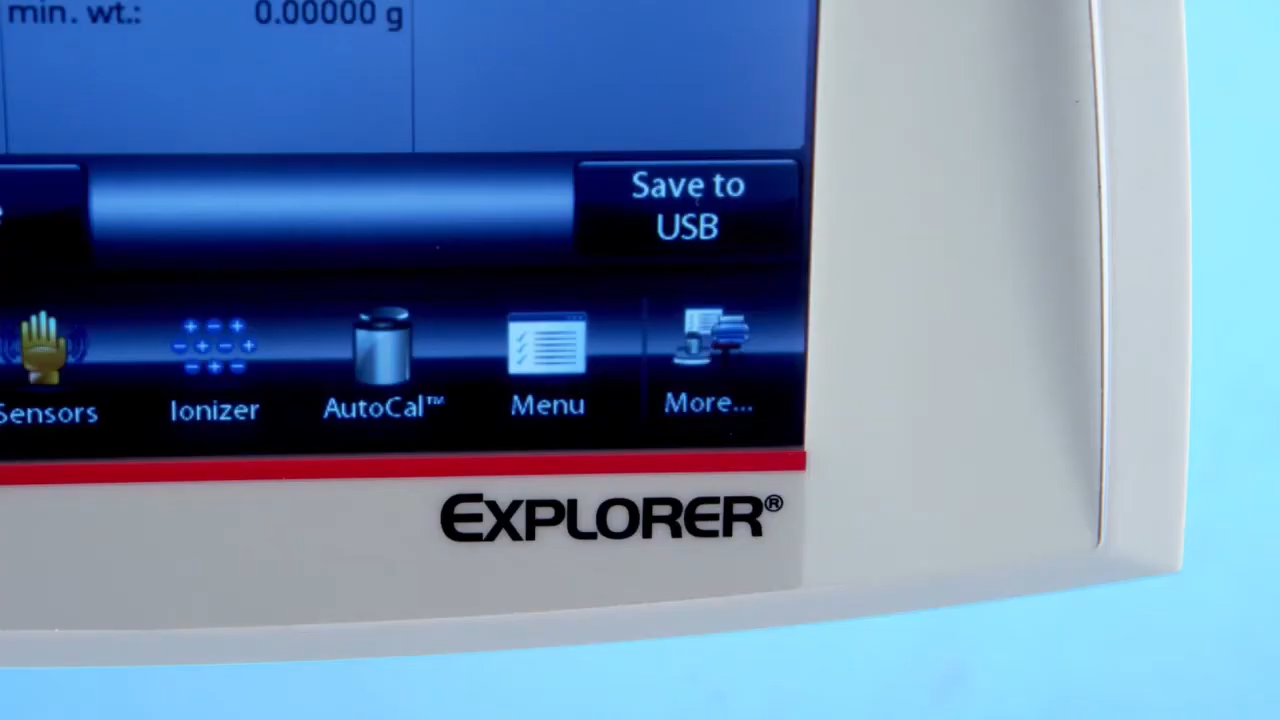 min. wt.: 0.00000 g
Save to
USB
Sensors
Ionizer
AutoCal™
Menu
More...
EXPLORER®